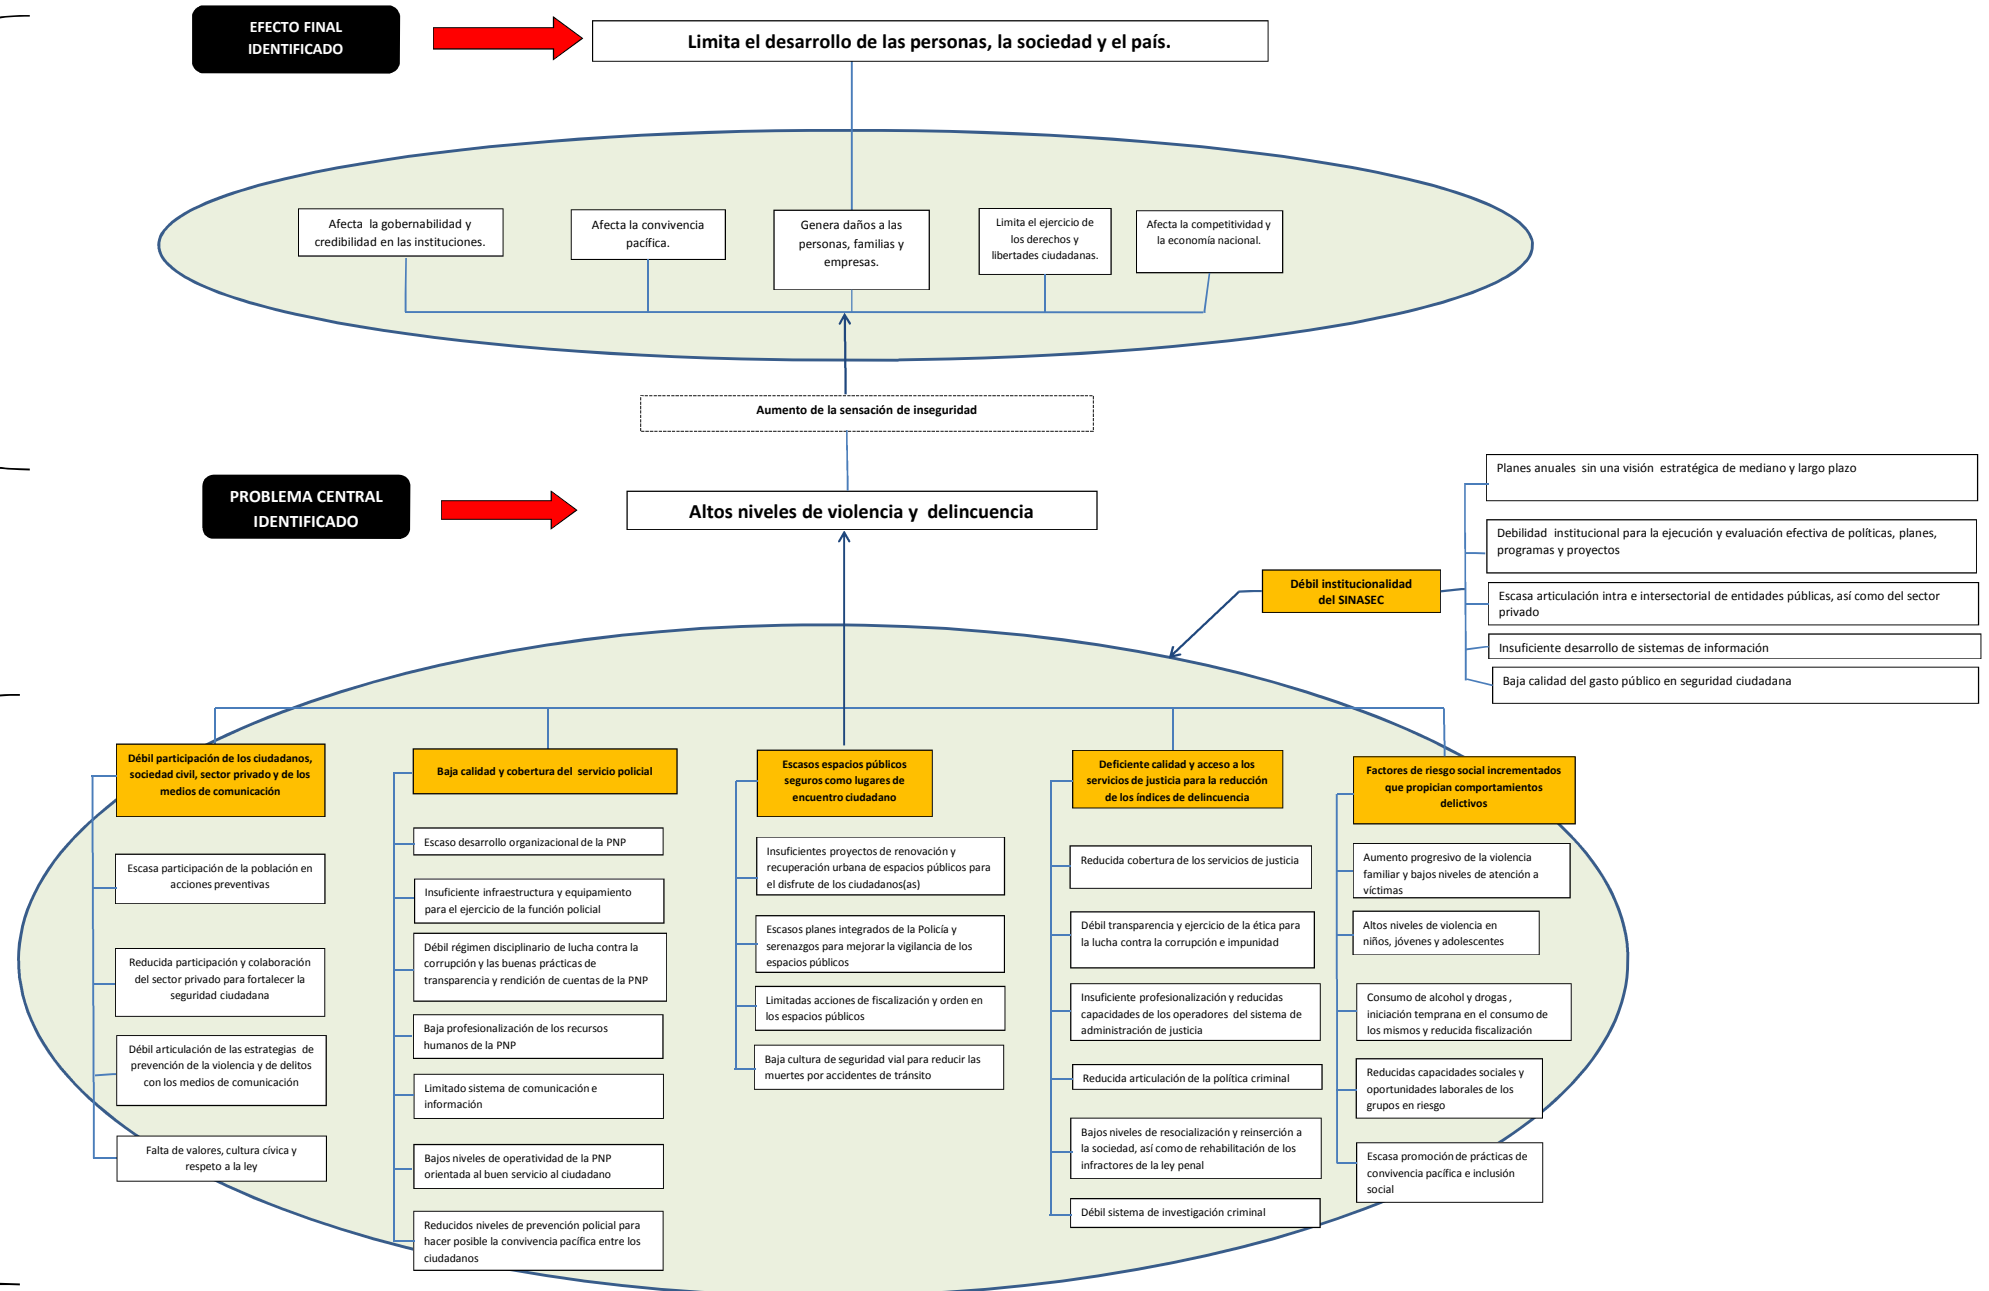 EFECTO FINAL
IDENTIFICADO
Limita el desarrollo de las personas, la sociedad y el país.
Afecta  la gobernabilidad y
credibilidad en las instituciones.
Afecta la convivencia
pacífica.
Genera daños a las
personas, familias y
empresas.
Limita el ejercicio de
los derechos y
libertades ciudadanas.
Afecta la competitividad y
la economía nacional.
Aumento de la sensación de inseguridad
PROBLEMA CENTRAL
IDENTIFICADO
Altos niveles de violencia y  delincuencia
Planes anuales  sin una visión  estratégica de mediano y largo plazo
Debilidad  institucional para la ejecución y evaluación efectiva de políticas, planes,
programas y proyectos
Débil institucionalidad
del SINASEC
Escasa articulación intra e intersectorial de entidades públicas, así como del sector
privado
Insuficiente desarrollo de sistemas de información
Baja calidad del gasto público en seguridad ciudadana
Débil participación de los ciudadanos,
sociedad civil, sector privado y de los
medios de comunicación
Escasa participación de la población en
acciones preventivas
Reducida participación y colaboración
del sector privado para fortalecer la
seguridad ciudadana
Débil articulación de las estrategias  de
prevención de la violencia y de delitos
con los medios de comunicación
Falta de valores, cultura cívica y
respeto a la ley
Baja calidad y cobertura del  servicio policial
Escaso desarrollo organizacional de la PNP
Insuficiente infraestructura y equipamiento
para el ejercicio de la función policial
Débil régimen disciplinario de lucha contra la
corrupción y las buenas prácticas de
transparencia y rendición de cuentas de la PNP
Baja profesionalización de los recursos
humanos de la PNP
Limitado sistema de comunicación e
información
Bajos niveles de operatividad de la PNP
orientada al buen servicio al ciudadano
Reducidos niveles de prevención policial para
hacer posible la convivencia pacífica entre los
ciudadanos
Escasos espacios públicos
seguros como lugares de
encuentro ciudadano
Insuficientes proyectos de renovación y
recuperación urbana de espacios públicos para
el disfrute de los ciudadanos(as)
Escasos planes integrados de la Policía y
serenazgos para mejorar la vigilancia de los
espacios públicos
Limitadas acciones de fiscalización y orden en
los espacios públicos
Baja cultura de seguridad vial para reducir las
muertes por accidentes de tránsito
Deficiente calidad y acceso a los
servicios de justicia para la reducción
de los índices de delincuencia
Reducida cobertura de los servicios de justicia
Débil transparencia y ejercicio de la ética para
la lucha contra la corrupción e impunidad
Insuficiente profesionalización y reducidas
capacidades de los operadores  del sistema de
administración de justicia
Reducida articulación de la política criminal
Bajos niveles de resocialización y reinserción a
la sociedad, así como de rehabilitación de los
infractores de la ley penal
Débil sistema de investigación criminal
Factores de riesgo social incrementados
que propician comportamientos
delictivos
Aumento progresivo de la violencia
familiar y bajos niveles de atención a
víctimas
Altos niveles de violencia en
niños, jóvenes y adolescentes
Consumo de alcohol y drogas ,
iniciación temprana en el consumo de
los mismos y reducida fiscalización
Reducidas capacidades sociales y
oportunidades laborales de los
grupos en riesgo
Escasa promoción de prácticas de
convivencia pacífica e inclusión
social